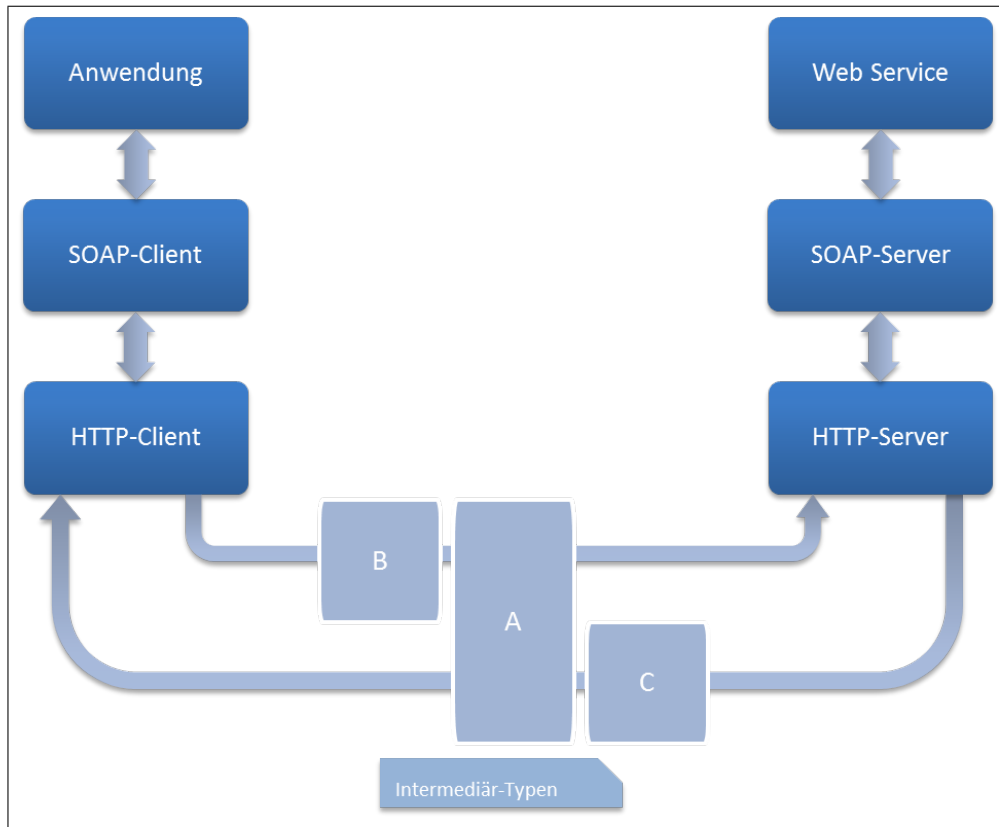 Anwendung
Web Service
SOAP-Client
SOAP-Server
HTTP-Client
HTTP-Server
B
A
C
Intermediär-Typen